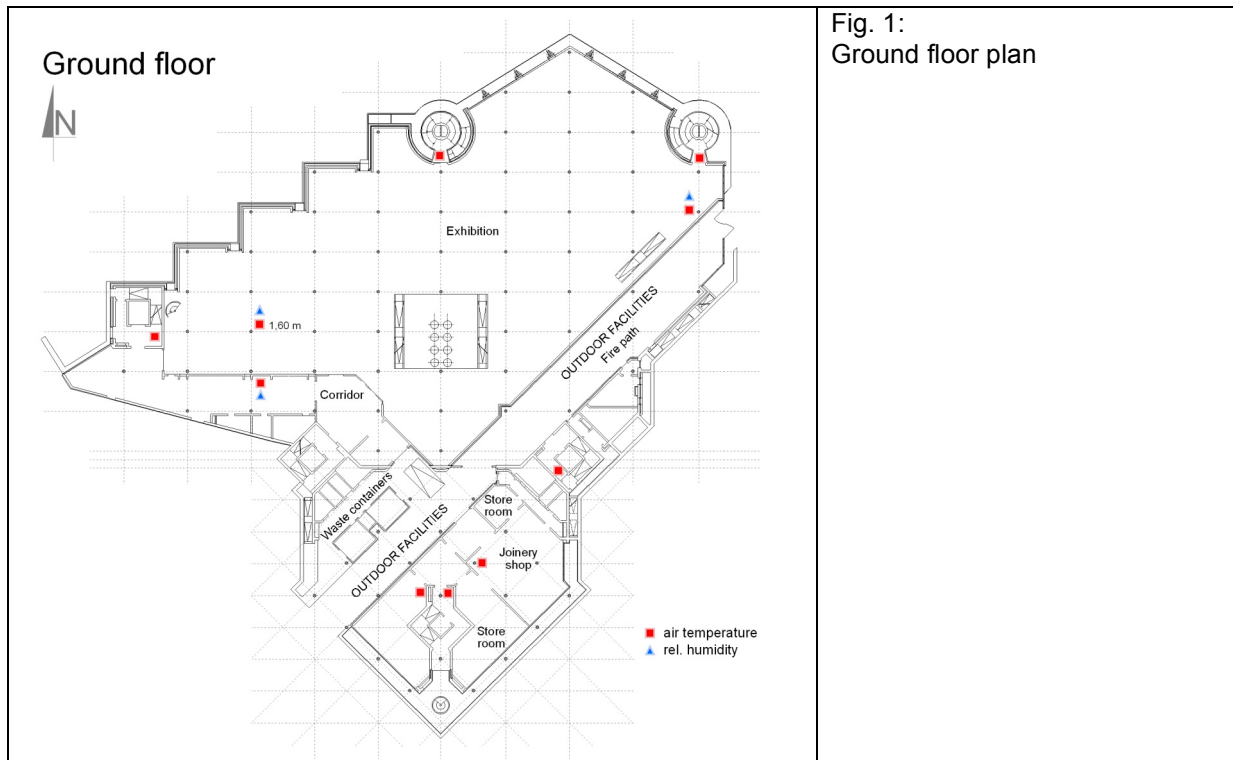 Ground floor
N
Exhibition
1,60 m
Corridor
OUTDOOR FACILITIES
Fire path
Waste containers
OUTDOOR FACILITIES
Store
room
Joinery
shop
Store
room
air temperature
rel. humidity
Fig. 1:
Ground floor plan